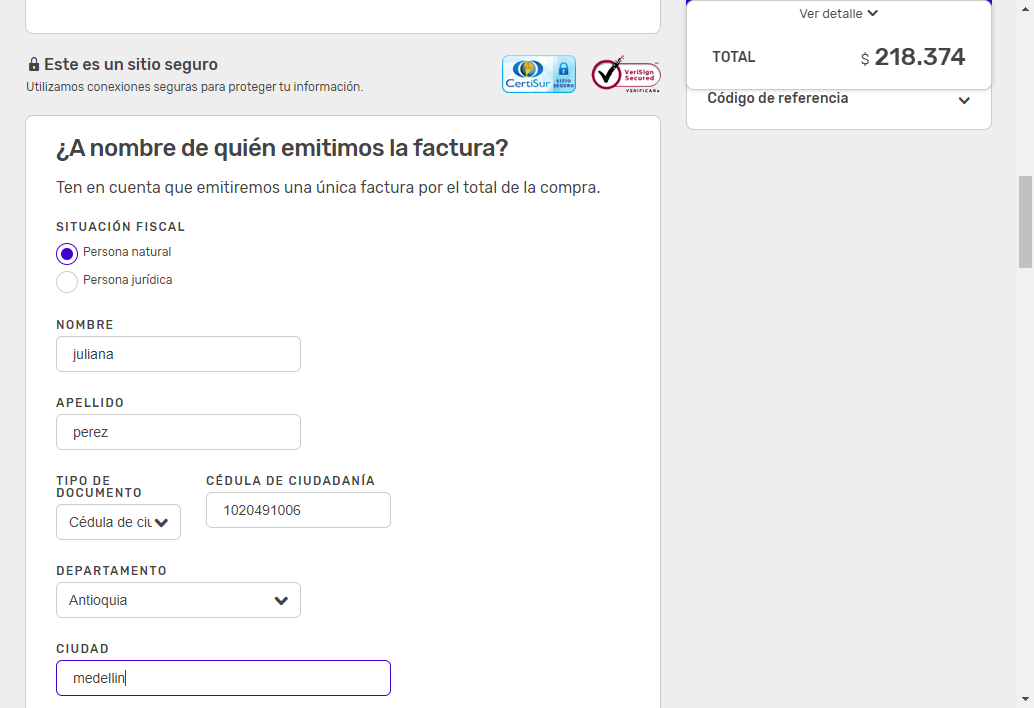 Ver detalle
TOTAL
$ 218.374
Este es un sitio seguro
Utilizamos conexiones seguras para proteger tu información.
CertiSur
SITIO
SEGURO
VeriSign
Secured
VERIFICAR
Código de referencia
¿A nombre de quién emitimos la factura?
Ten en cuenta que emitiremos una única factura por el total de la compra.
SITUACIÓN FISCAL
Persona natural
Persona jurídica
NOMBRE
juliana
APELLIDO
perez
TIPO DE
DOCUMENTO
Cédula de ciu
CÉDULA DE CIUDADANÍA
1020491006
DEPARTAMENTO
Antioquia
CIUDAD
medellin